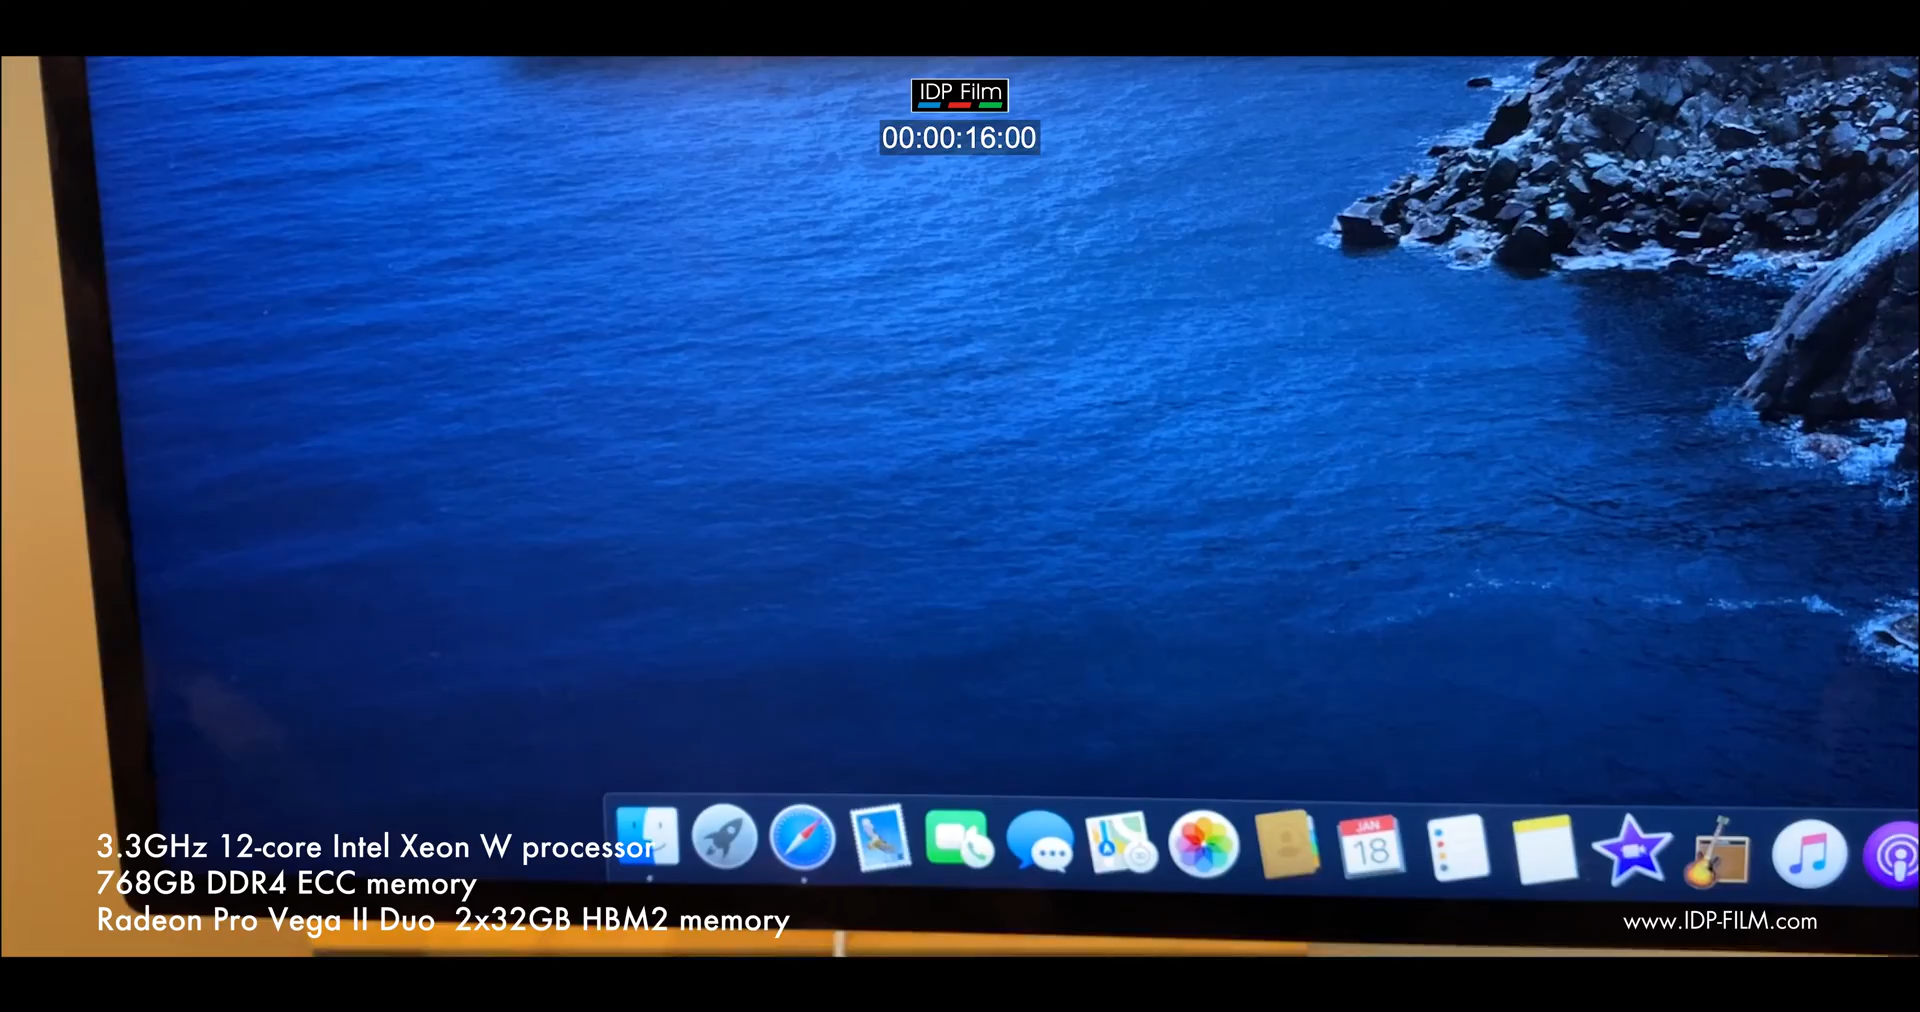 IDP Film
00:00:16:00
JAN
18
3.3GHz 12-core Intel Xeon W processor
768GB DDR4 ECC memory
Radeon Pro Vega II Duo  2x32GB HBM2 memory
www.IDP-FILM.com